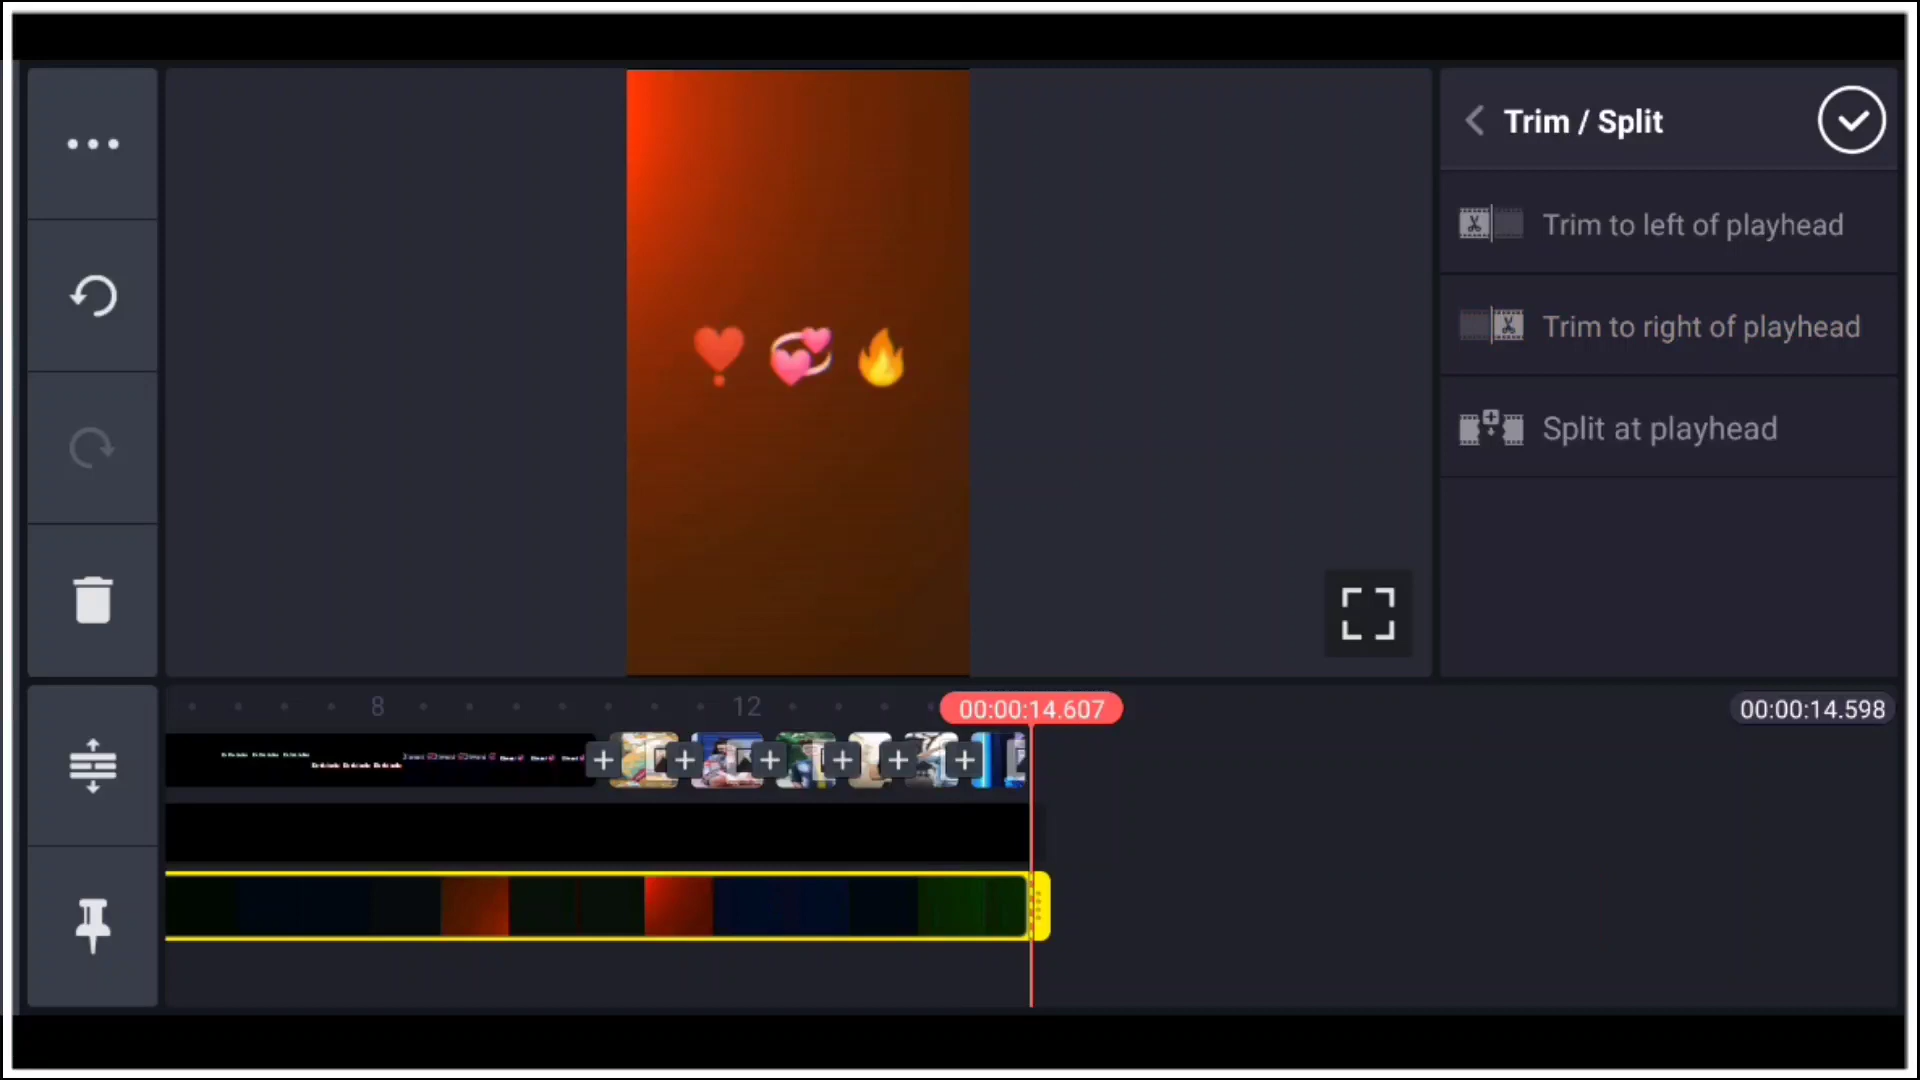 Trim / Split
Trim to left of playhead
Trim to right of playhead
Split at playhead
8
12
00:00:14.607
00:00:14.598